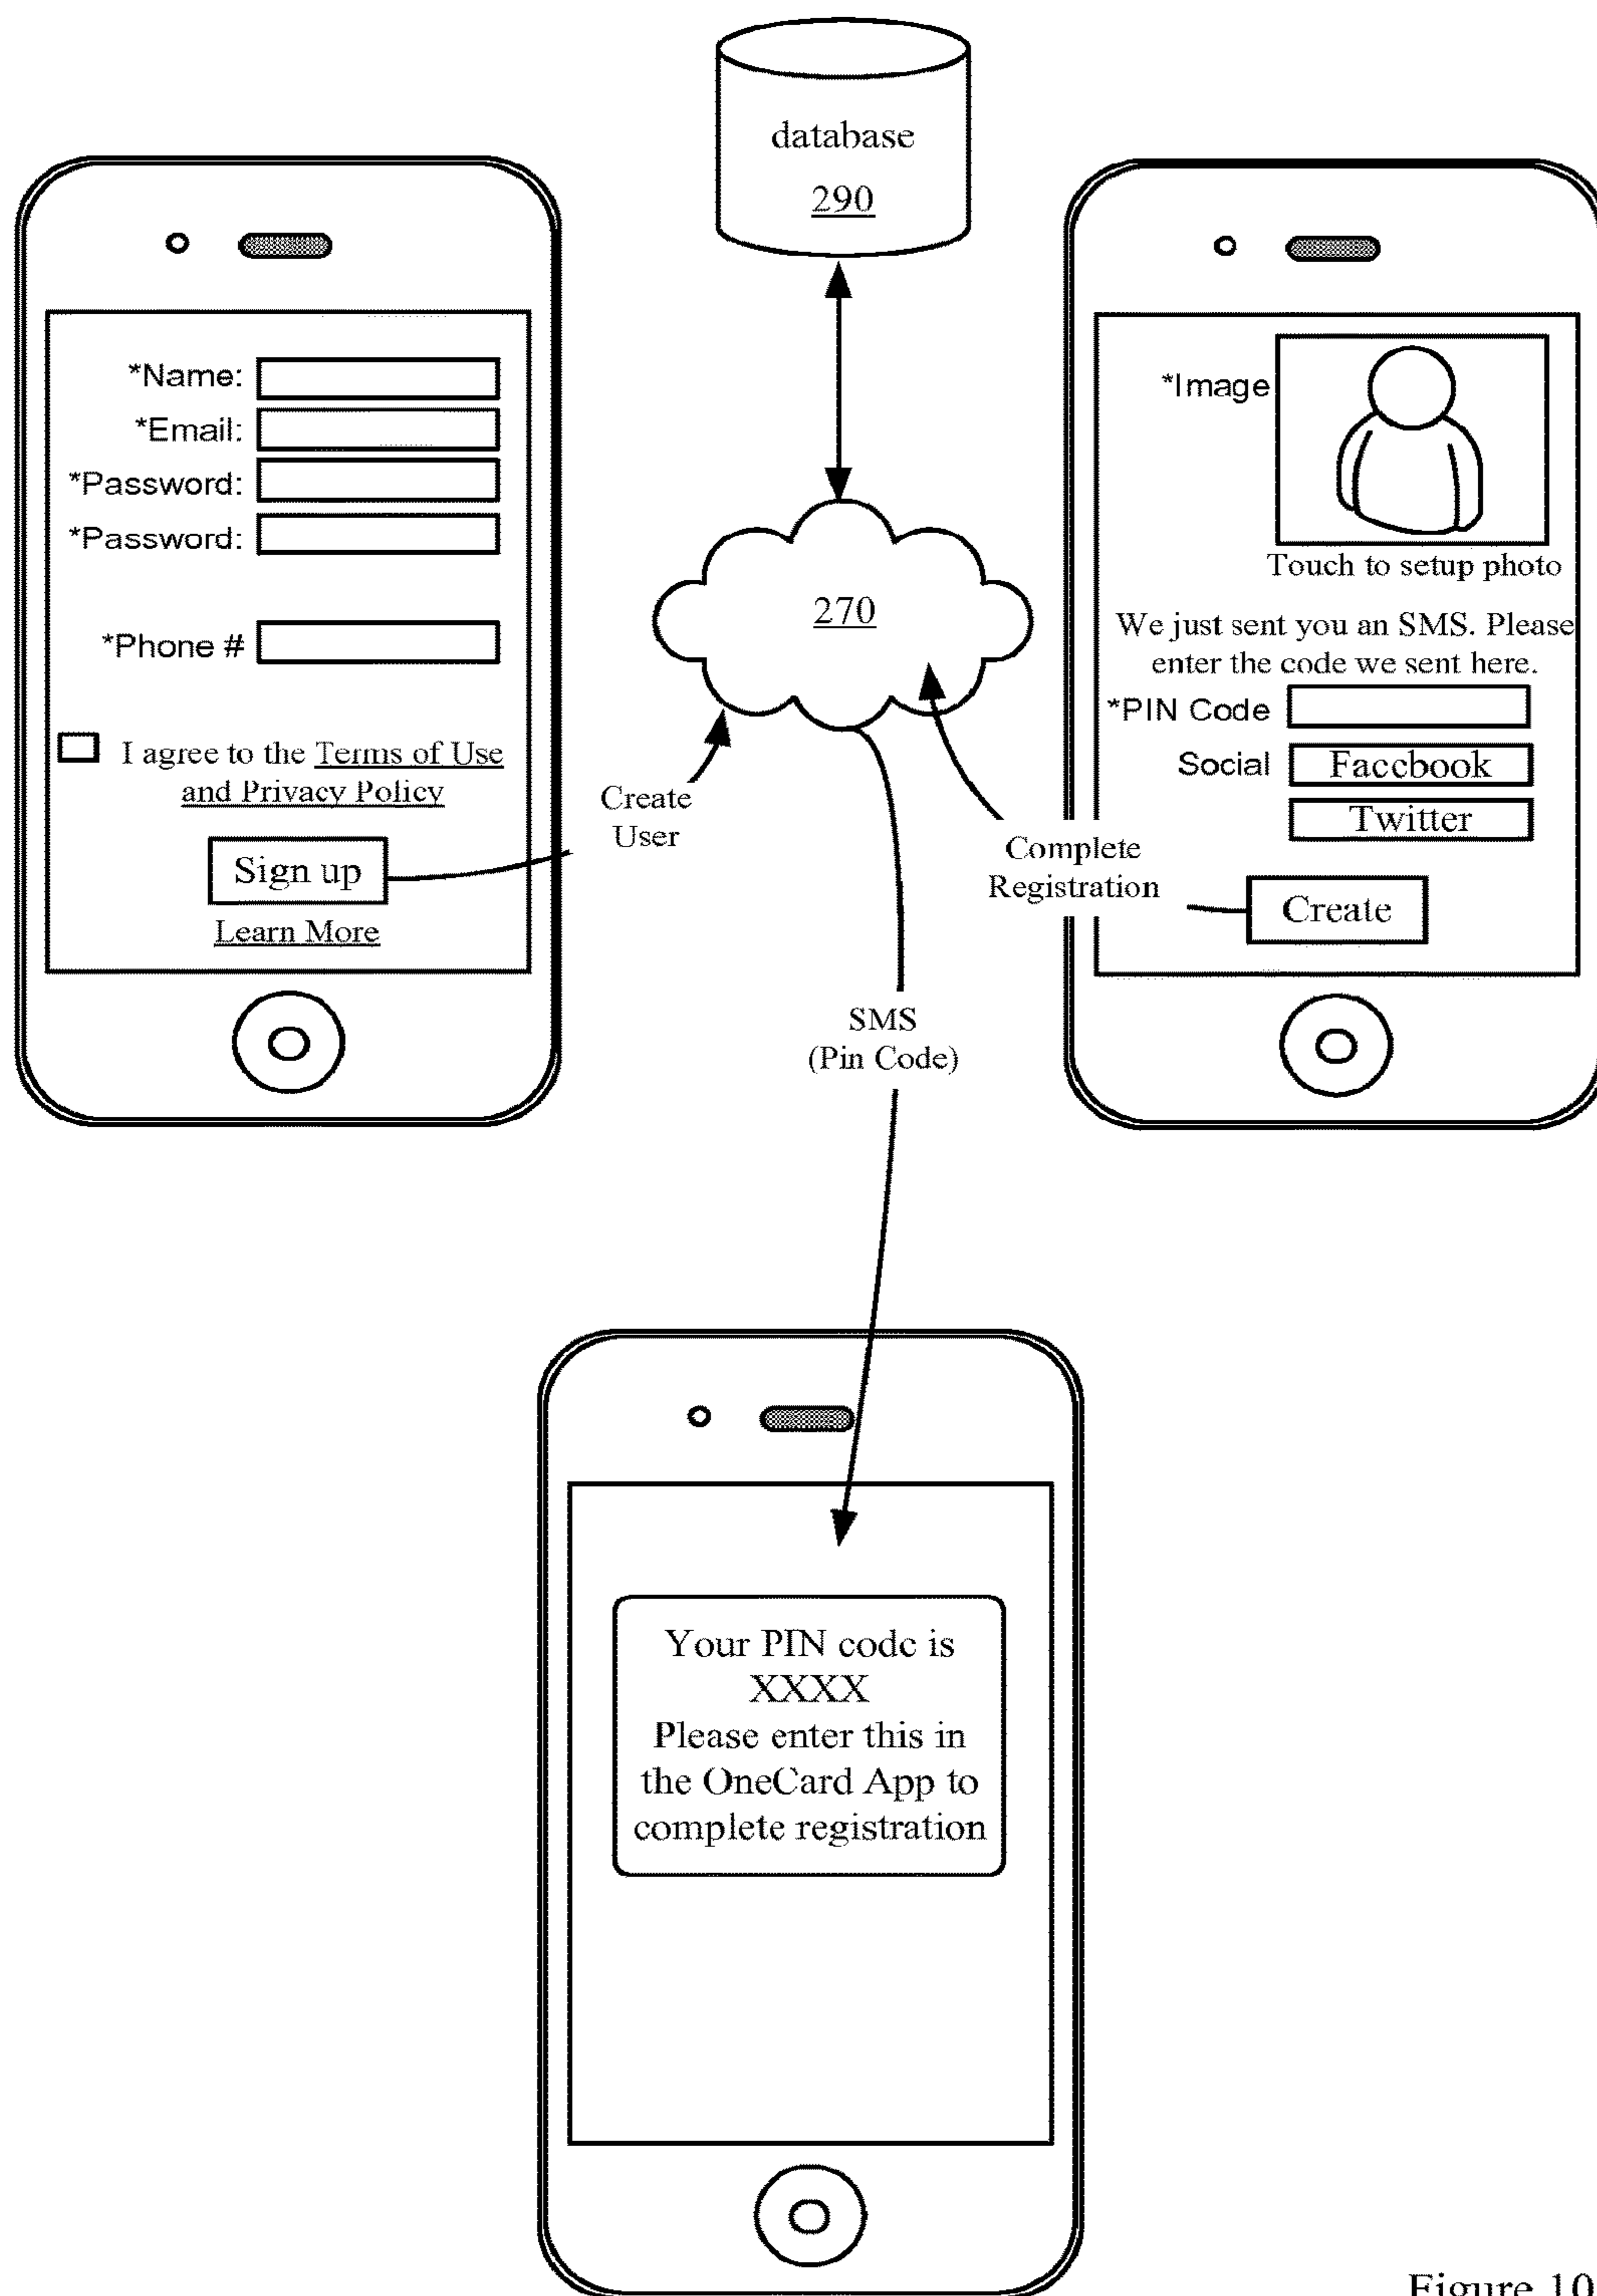 database
290
*Name:
*Email:
*Password:
*Password:
*Phone #
I agree to the Terms of Use
and Privacy Policy
Sign up
Learn More
270
Create
User
*Image
Touch to setup photo
We just sent you an SMS. Please
enter the code we sent here.
*PIN Code
Social
Facebook
Twitter
Create
Complete
Registration
SMS
(Pin Code)
Your PIN code is
XXXX
Please enter this in
the OneCard App to
complete registration
Figure 10